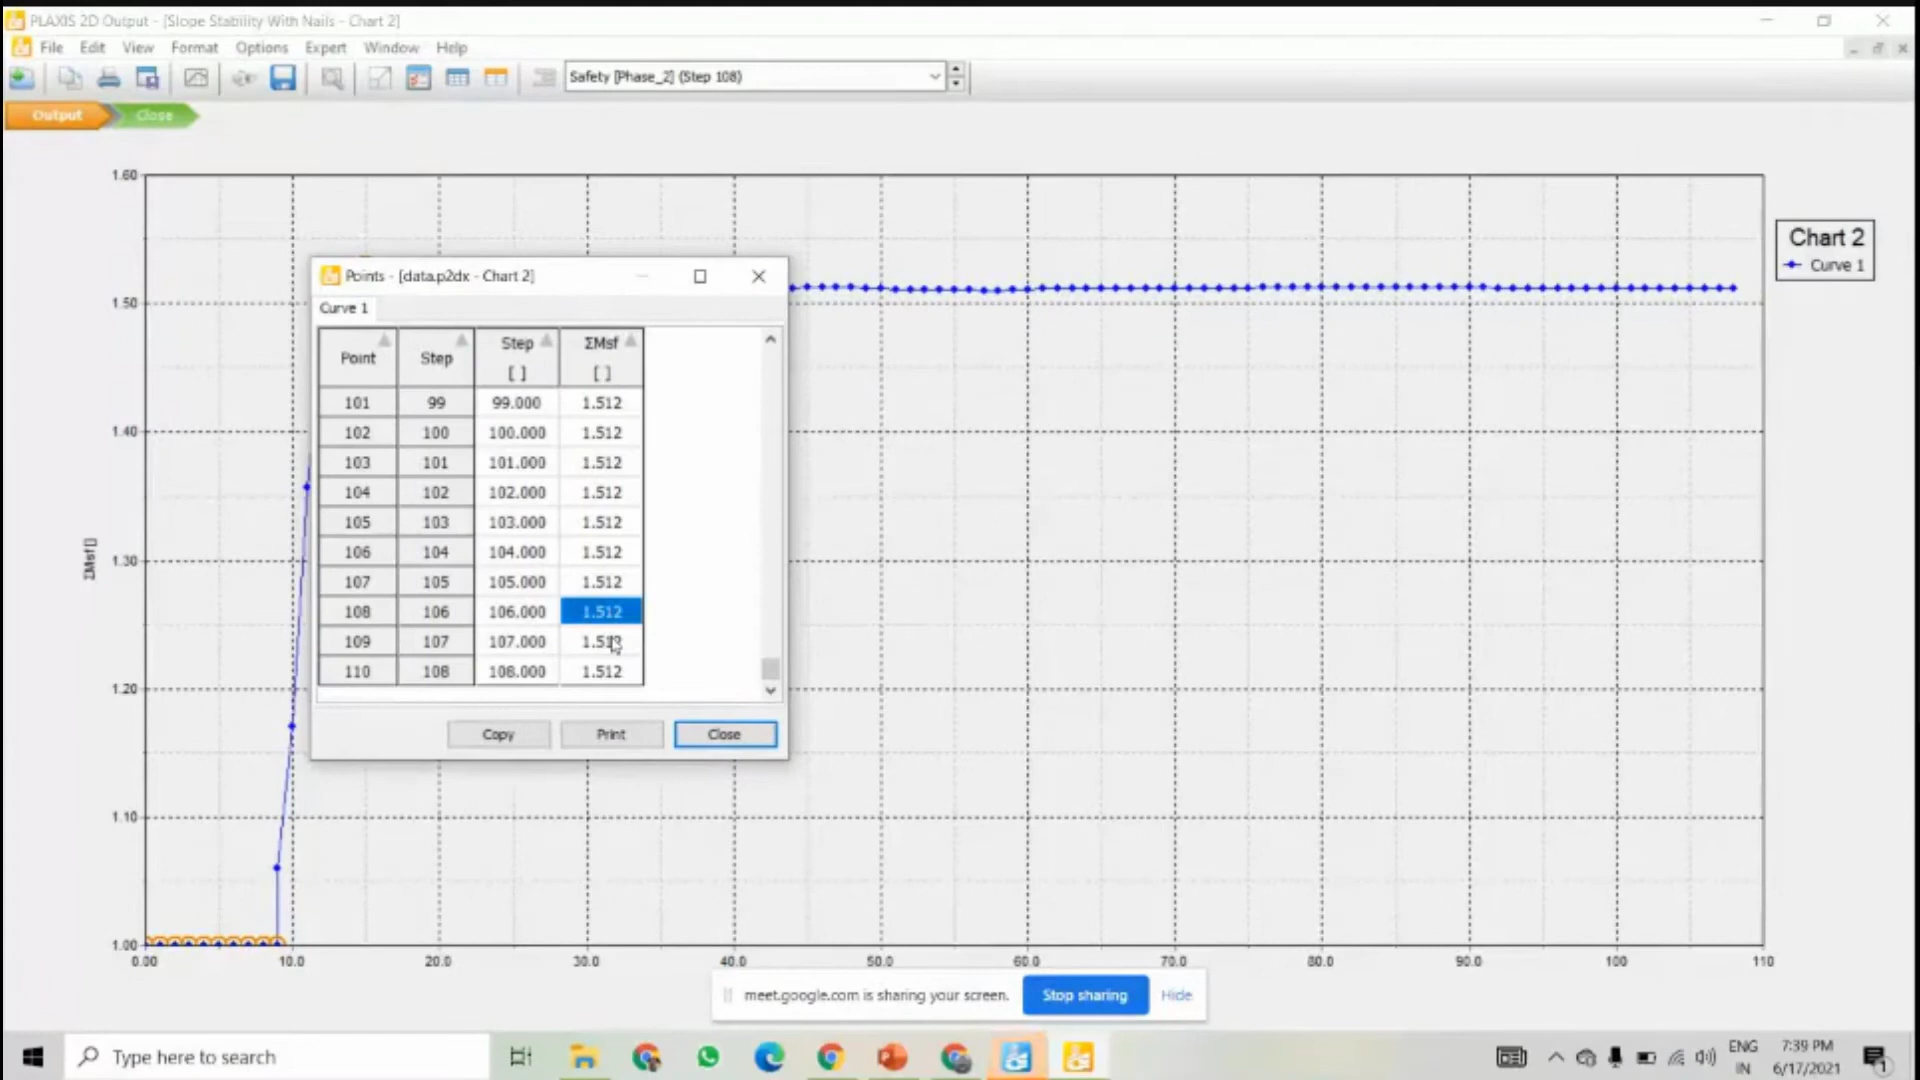 PLAXIS 2D Output - [Slope Stability With Nails - Chart 2]
File Edit View Format Options Expert Window Help
Safety [Phase_2] (Step 108)
Output Close
Chart 2
Curve 1
1.60
1.50
1.40
1.30
1.20
1.10
1.00
ΣMsf[]
0.00 10.0 20.0 30.0 40.0 50.0 60.0 70.0 80.0 90.0 100 110
Points - [data.p2dx - Chart 2]
Curve 1
Point Step Step [ ] ΣMsf [ ]
101 99 99.000 1.512
102 100 100.000 1.512
103 101 101.000 1.512
104 102 102.000 1.512
105 103 103.000 1.512
106 104 104.000 1.512
107 105 105.000 1.512
108 106 106.000 1.512
109 107 107.000
110 108 108.000 1.512
Copy Print Close
meet.google.com is sharing your screen. Stop sharing Hide
Type here to search
ENG
IN
7:39 PM
6/17/2021
1